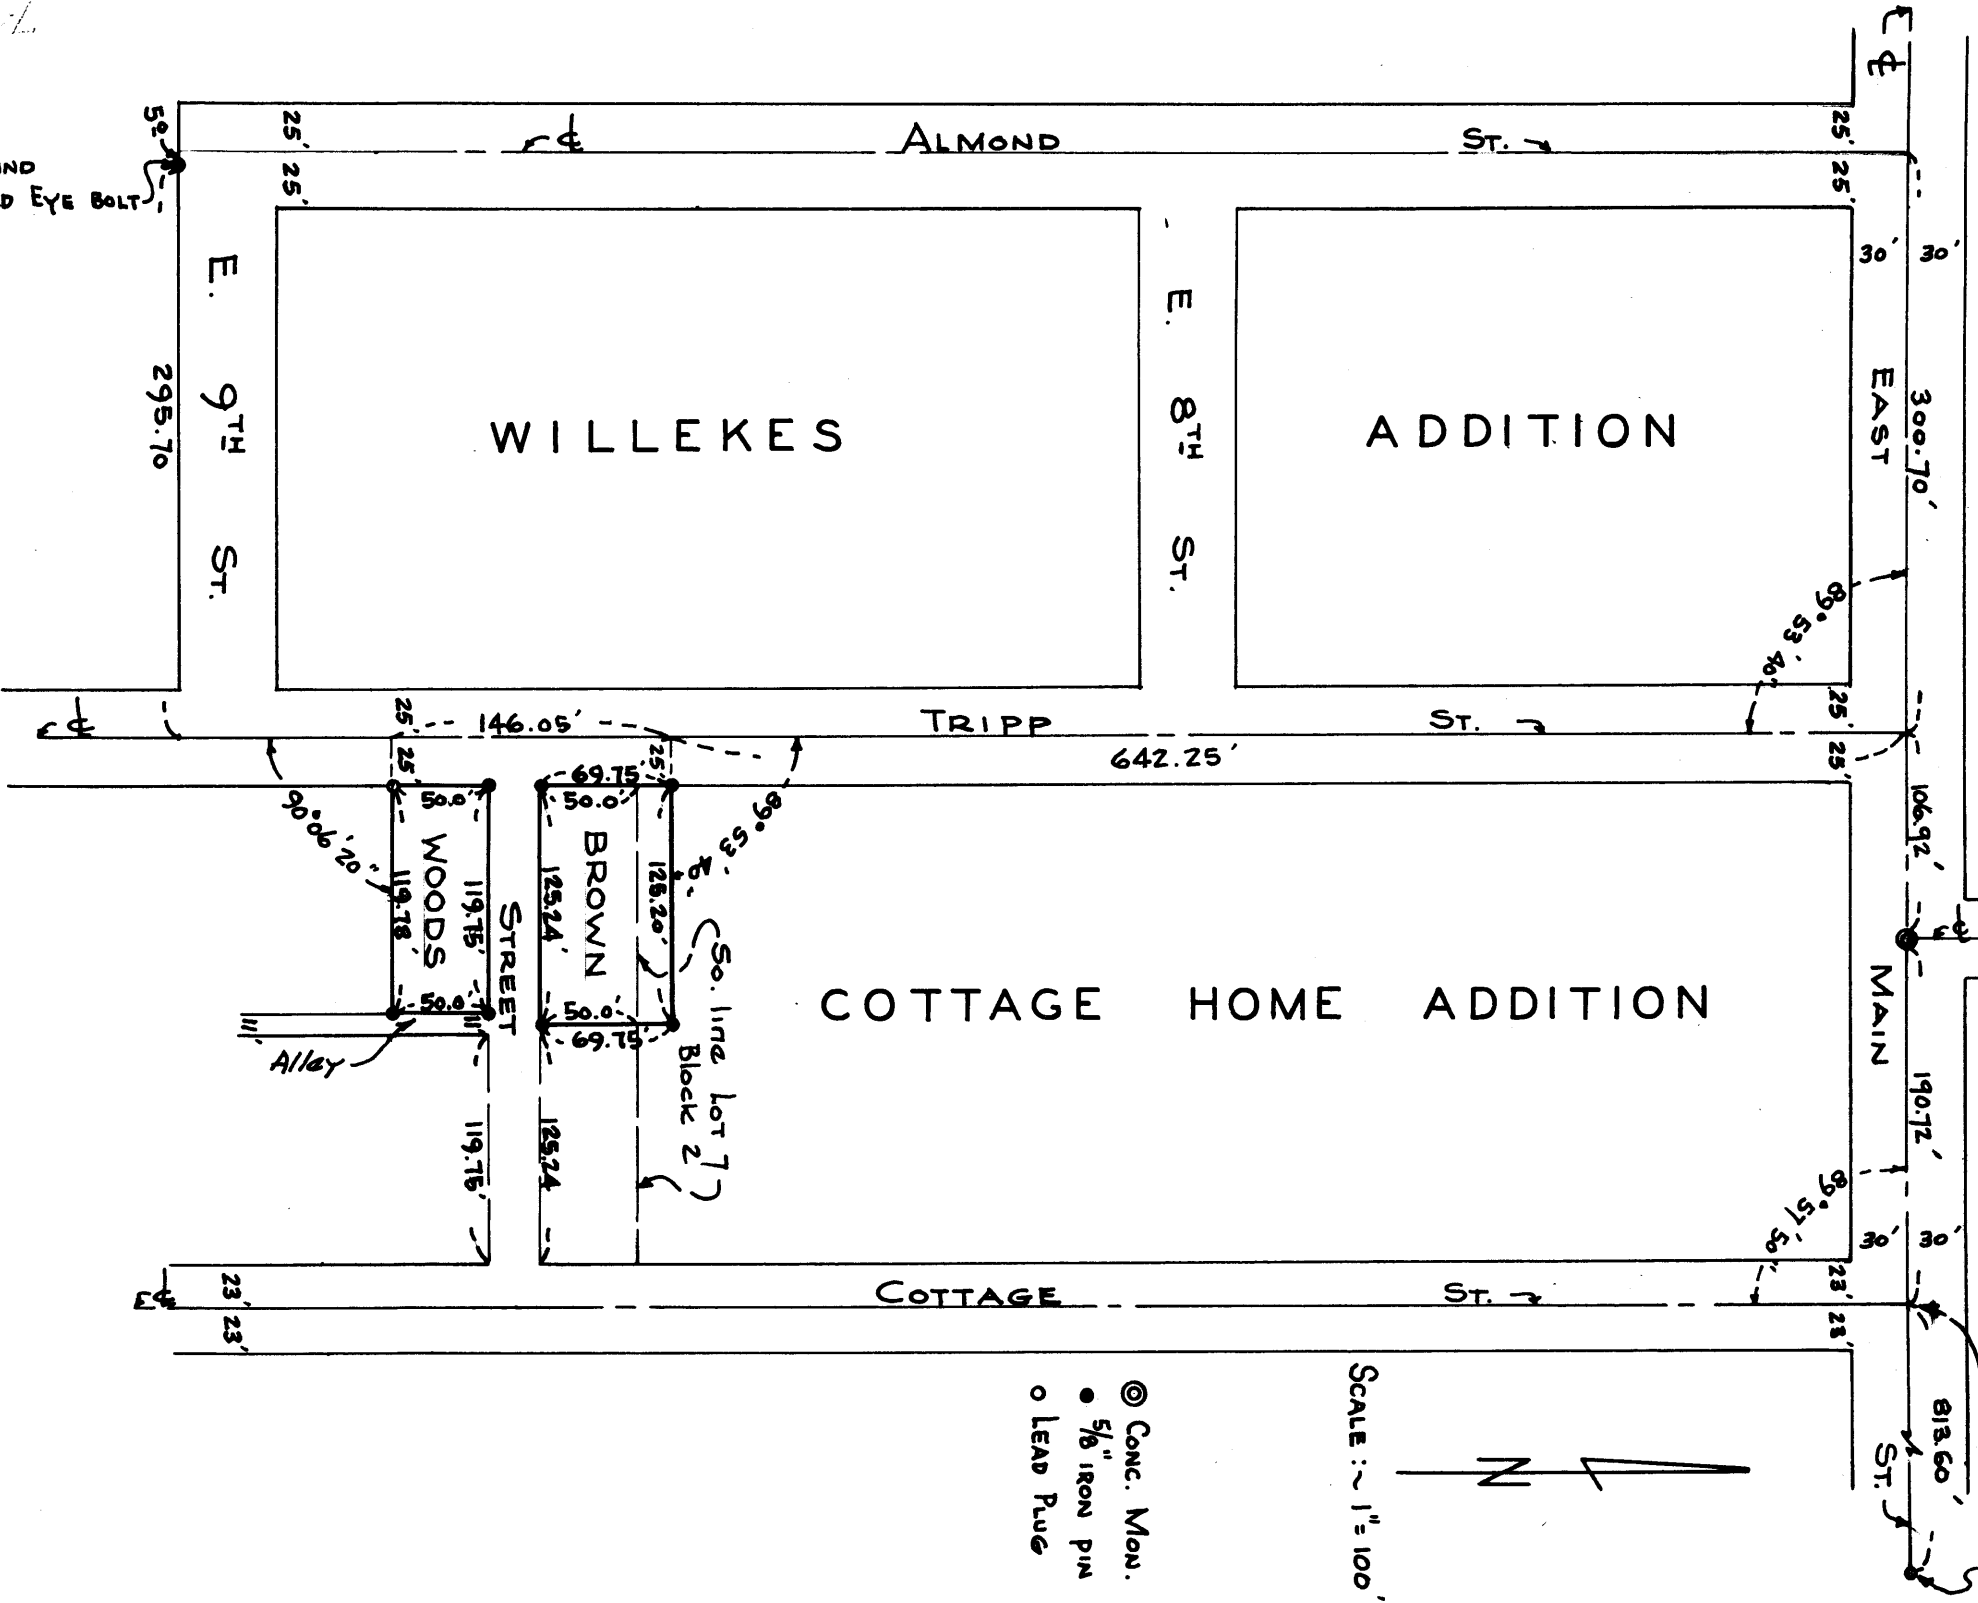 ALMOND ST.
25'
25'
25'
25'
5º
EYE BOLT
E. 9TH ST.
295.70
WILLEKES ADDITION
E. 8TH ST.
30' 30'
EAST MAIN ST.
300.70'
106.92'
190.72'
813.60'
89° 53' 40"
TRIPP ST.
146.05'
642.25'
25'
25'
25'
25'
25'
90° 06' 20"
89° 53' 40"
50.0'
WOODS
119.78'
119.75'
50.0'
11'
11'
Alley
STREET
69.75'
50.0'
BROWN
125.24'
125.20'
50.0'
69.75'
So. line Lot 7
Block 2
119.75'
125.24
COTTAGE HOME ADDITION
89° 57' 50"
30' 30'
COTTAGE ST.
23'
23'
23'
23'
◎ CONC. MON.
● 5/8" IRON PIN
○ LEAD PLUG
SCALE :~ 1" = 100'
N